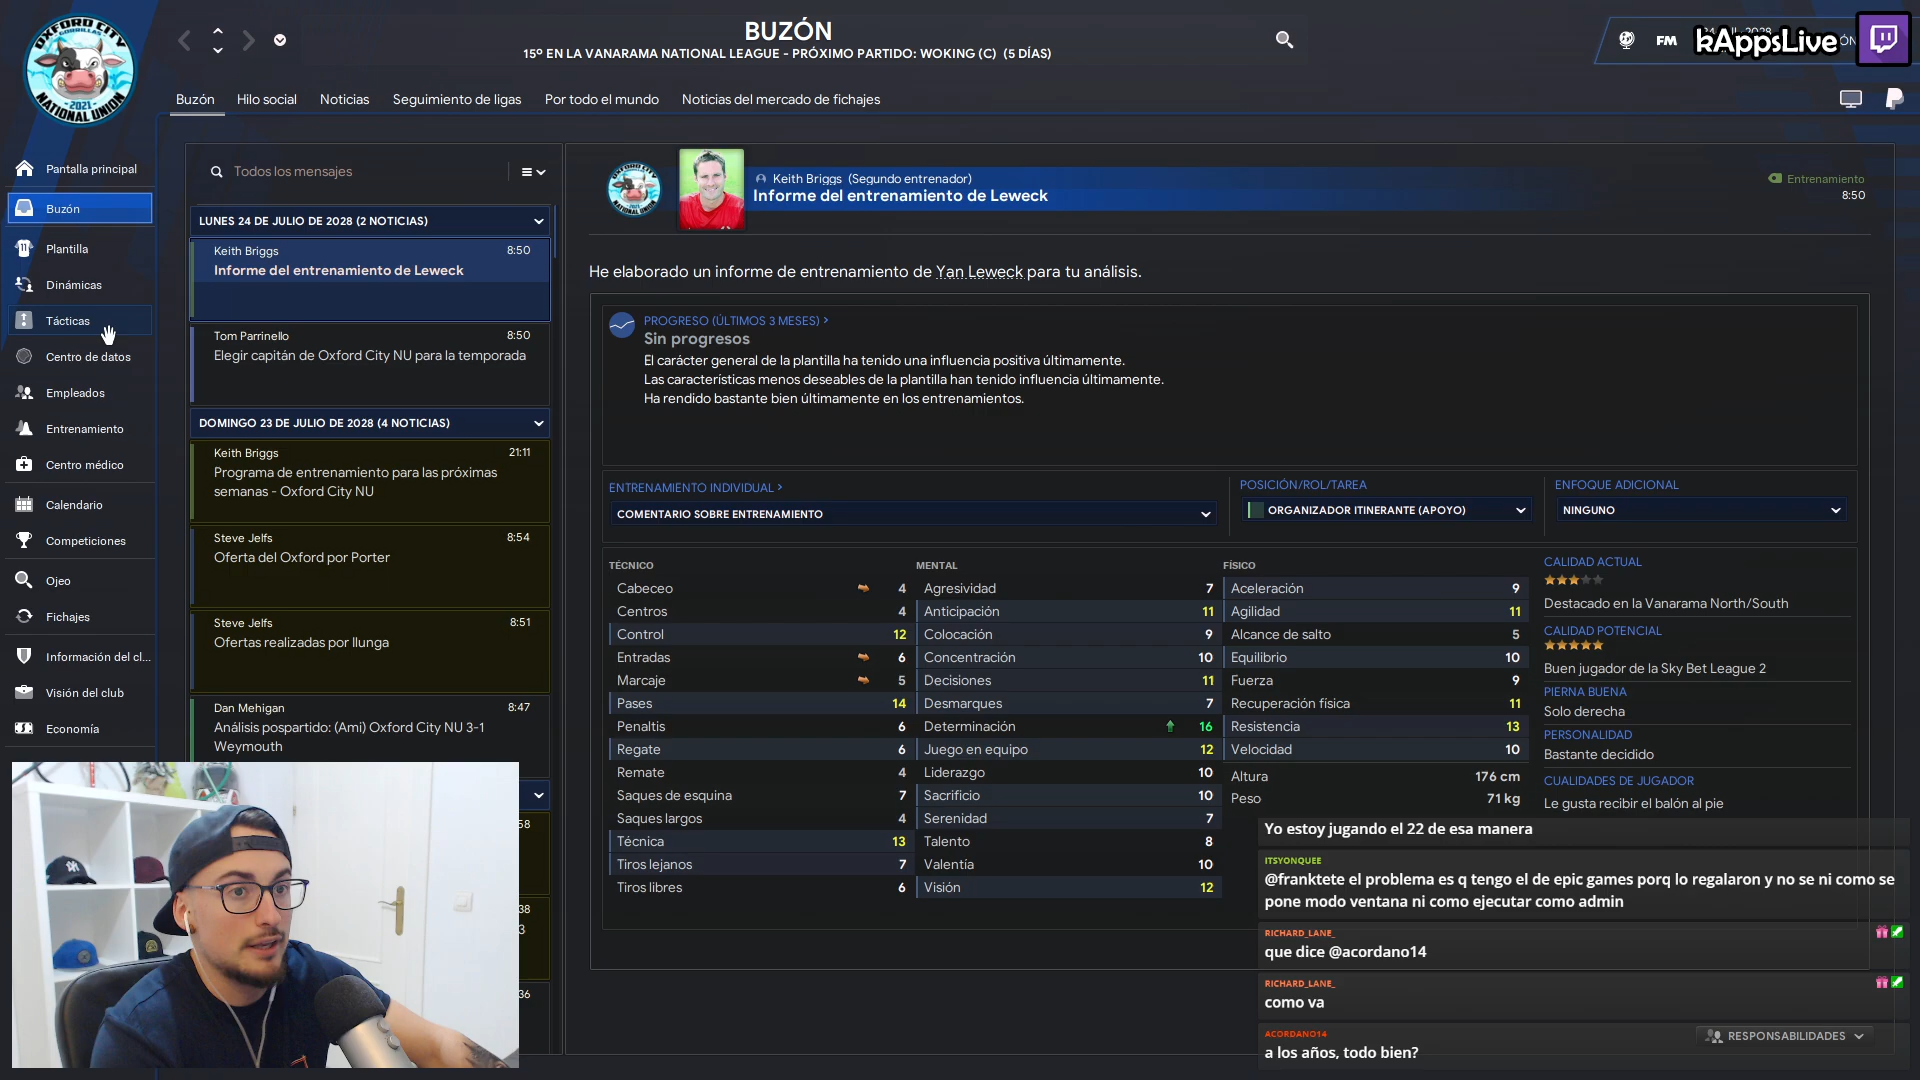 OXFORD CITY
GORRILLAS
- 2021 -
NATIONAL UNION
BUZÓN
15º EN LA VANARAMA NATIONAL LEAGUE - PRÓXIMO PARTIDO: WOKING (C) (5 DÍAS)
FM
kAppsLive
Buzón
Hilo social
Noticias
Seguimiento de ligas
Por todo el mundo
Noticias del mercado de fichajes
Pantalla principal
Buzón
Plantilla
Dinámicas
Tácticas
Centro de datos
Empleados
Entrenamiento
Centro médico
Calendario
Competiciones
Ojeo
Fichajes
Información del cl...
Visión del club
Economía
Todos los mensajes
LUNES 24 DE JULIO DE 2028 (2 NOTICIAS)
Keith Briggs 8:50
Informe del entrenamiento de Leweck
Tom Parrinello 8:50
Elegir capitán de Oxford City NU para la temporada
DOMINGO 23 DE JULIO DE 2028 (4 NOTICIAS)
Keith Briggs 21:11
Programa de entrenamiento para las próximas
semanas - Oxford City NU
Steve Jelfs 8:54
Oferta del Oxford por Porter
Steve Jelfs 8:51
Ofertas realizadas por Ilunga
Dan Mehigan 8:47
Análisis pospartido: (Ami) Oxford City NU 3-1
Weymouth
58
38
3
36
Keith Briggs (Segundo entrenador)
Informe del entrenamiento de Leweck
Entrenamiento
8:50
He elaborado un informe de entrenamiento de Yan Leweck para tu análisis.
PROGRESO (ÚLTIMOS 3 MESES) >
Sin progresos
El carácter general de la plantilla ha tenido una influencia positiva últimamente.
Las características menos deseables de la plantilla han tenido influencia últimamente.
Ha rendido bastante bien últimamente en los entrenamientos.
ENTRENAMIENTO INDIVIDUAL >
COMENTARIO SOBRE ENTRENAMIENTO
POSICIÓN/ROL/TAREA
ORGANIZADOR ITINERANTE (APOYO)
ENFOQUE ADICIONAL
NINGUNO
TÉCNICO
Cabeceo 4
Centros 4
Control 12
Entradas 6
Marcaje 5
Pases 14
Penaltis 6
Regate 6
Remate 4
Saques de esquina 7
Saques largos 4
Técnica 13
Tiros lejanos 7
Tiros libres 6
MENTAL
Agresividad 7
Anticipación 11
Colocación 9
Concentración 10
Decisiones 11
Desmarques 7
Determinación 16
Juego en equipo 12
Liderazgo 10
Sacrificio 10
Serenidad 7
Talento 8
Valentía 10
Visión 12
FÍSICO
Aceleración 9
Agilidad 11
Alcance de salto 5
Equilibrio 10
Fuerza 9
Recuperación física 11
Resistencia 13
Velocidad 10
Altura 176 cm
Peso 71 kg
CALIDAD ACTUAL
Destacado en la Vanarama North/South
CALIDAD POTENCIAL
Buen jugador de la Sky Bet League 2
PIERNA BUENA
Solo derecha
PERSONALIDAD
Bastante decidido
CUALIDADES DE JUGADOR
Le gusta recibir el balón al pie
Yo estoy jugando el 22 de esa manera
ITSYONQUEE
@franktete el problema es q tengo el de epic games porq lo regalaron y no se ni como se
pone modo ventana ni como ejecutar como admin
RICHARD_LANE_
que dice @acordano14
RICHARD_LANE_
como va
ACORDANO14
a los años, todo bien?
RESPONSABILIDADES